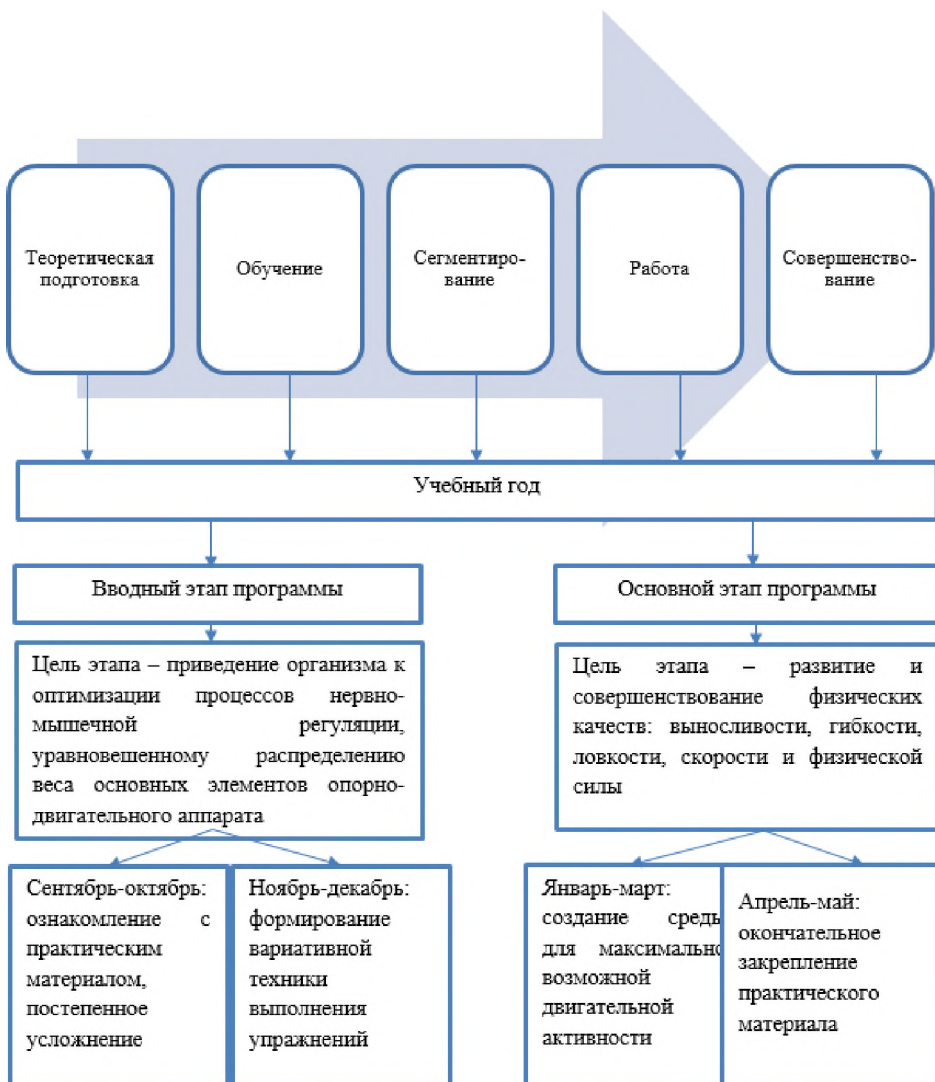 Теоретическая
подготовка
Обучение
Сегментиро-
вание
Работа
Совершенство-
вание
Учебный год
Вводный этап программы
Основной этап программы
Цель этапа – приведение организма к
оптимизации процессов нервно-
мышечной регуляции,
уравновешенному распределению
веса основных элементов опорно-
двигательного аппарата
Цель этапа – развитие и
совершенствование физических
качеств: выносливости, гибкости,
ловкости, скорости и физической
силы
Сентябрь-октябрь:
ознакомление с
практическим
материалом,
постепенное
усложнение
Ноябрь-декабрь:
формирование
вариативной
техники
выполнения
упражнений
Январь-март:
создание среды
для максимально
возможной
двигательной
активности
Апрель-май:
окончательное
закрепление
практического
материала